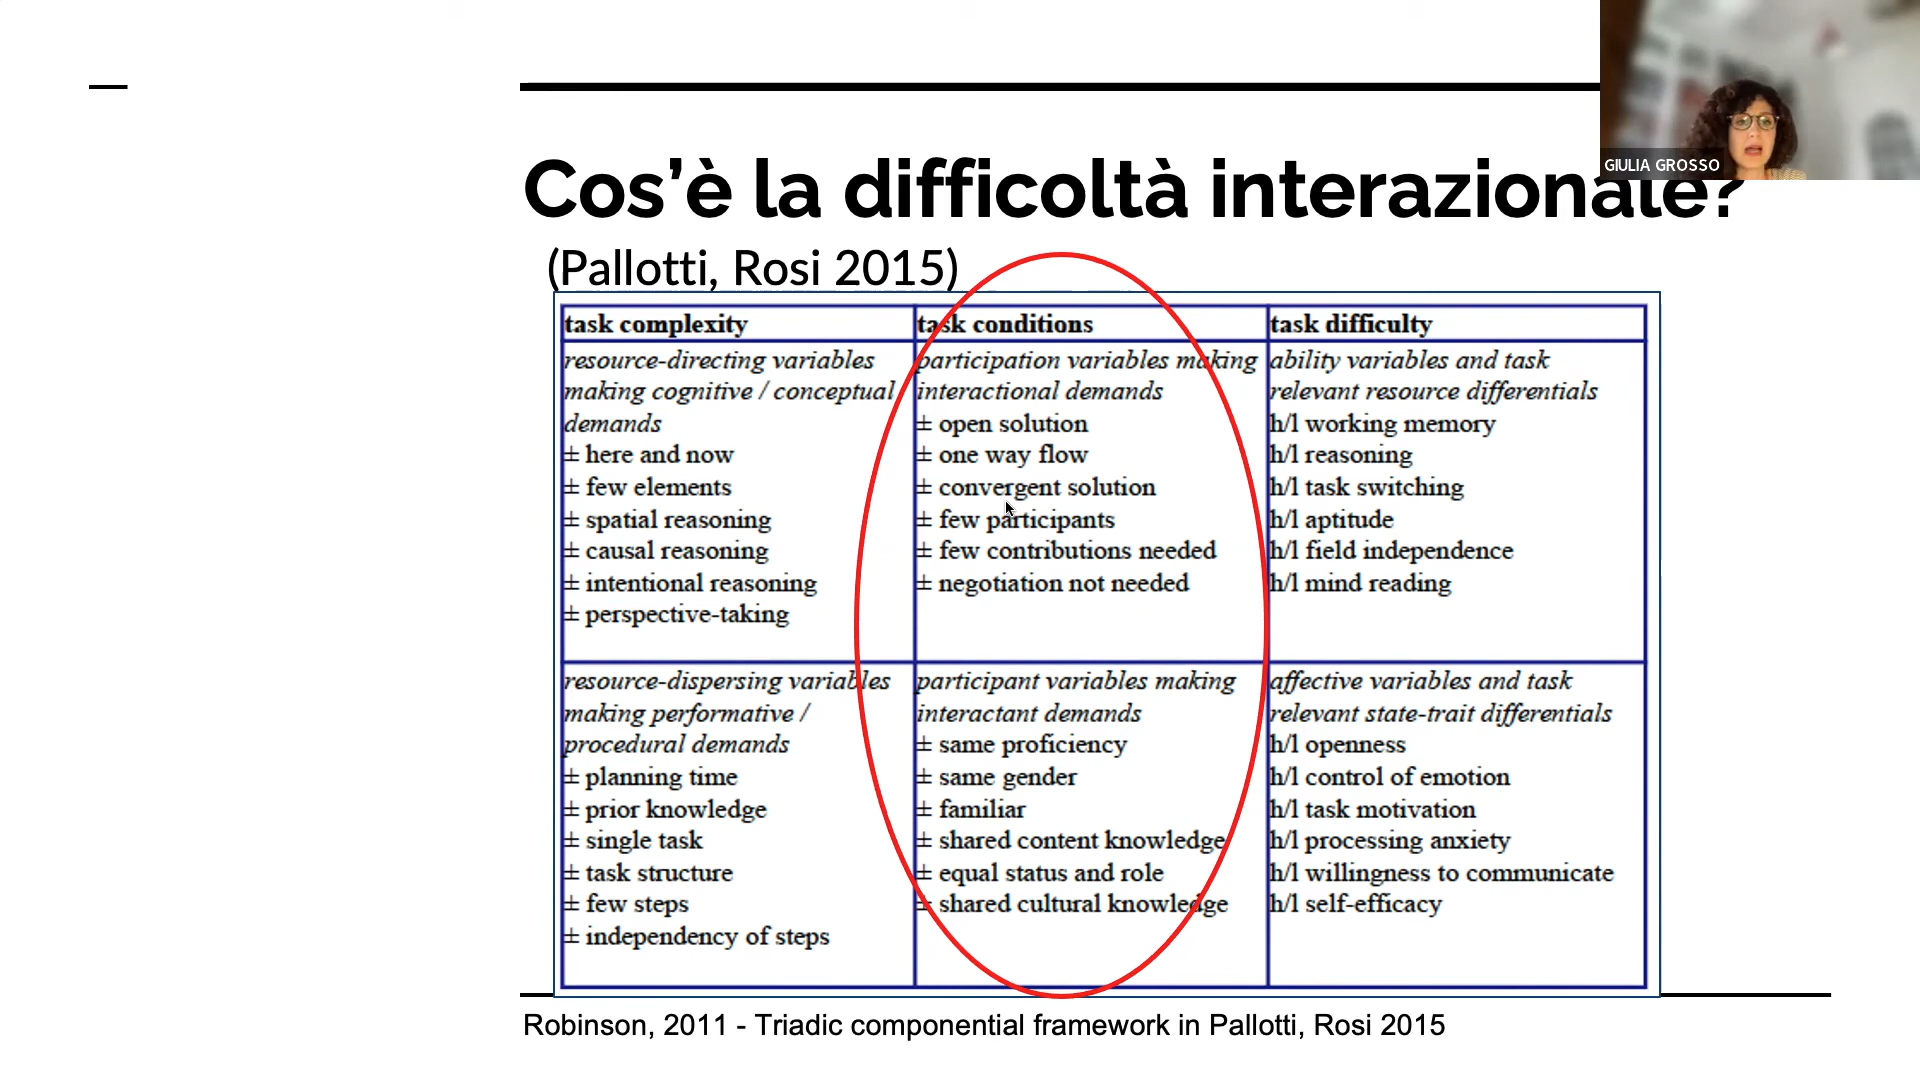 GIULIA GROSSO
Cos’è la difficoltà interazionale?
(Pallotti, Rosi 2015)
task complexity
resource-directing variables
making cognitive / conceptual
demands
± here and now
± few elements
± spatial reasoning
± causal reasoning
± intentional reasoning
± perspective-taking
resource-dispersing variables
making performative /
procedural demands
± planning time
± prior knowledge
± single task
± task structure
± few steps
± independency of steps
task conditions
participation variables making
interactional demands
± open solution
± one way flow
± convergent solution
± few participants
± few contributions needed
± negotiation not needed
participant variables making
interactant demands
± same proficiency
± same gender
± familiar
± shared content knowledge
± equal status and role
± shared cultural knowledge
task difficulty
ability variables and task
relevant resource differentials
h/l working memory
h/l reasoning
h/l task switching
h/l aptitude
h/l field independence
h/l mind reading
affective variables and task
relevant state-trait differentials
h/l openness
h/l control of emotion
h/l task motivation
h/l processing anxiety
h/l willingness to communicate
h/l self-efficacy
Robinson, 2011 - Triadic componential framework in Pallotti, Rosi 2015